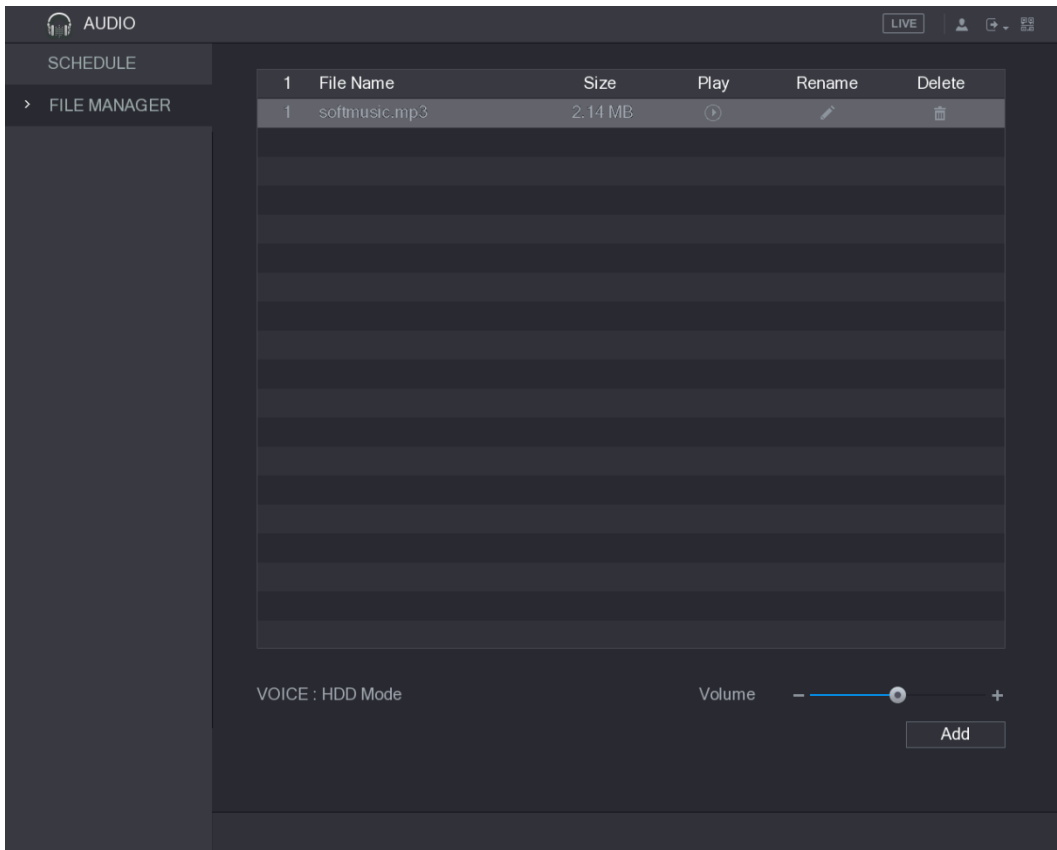 AUDIO
LIVE
SCHEDULE
FILE MANAGER
1 File Name Size Play Rename Delete
1 softmusic.mp3 2.14 MB
VOICE : HDD Mode Volume
Add